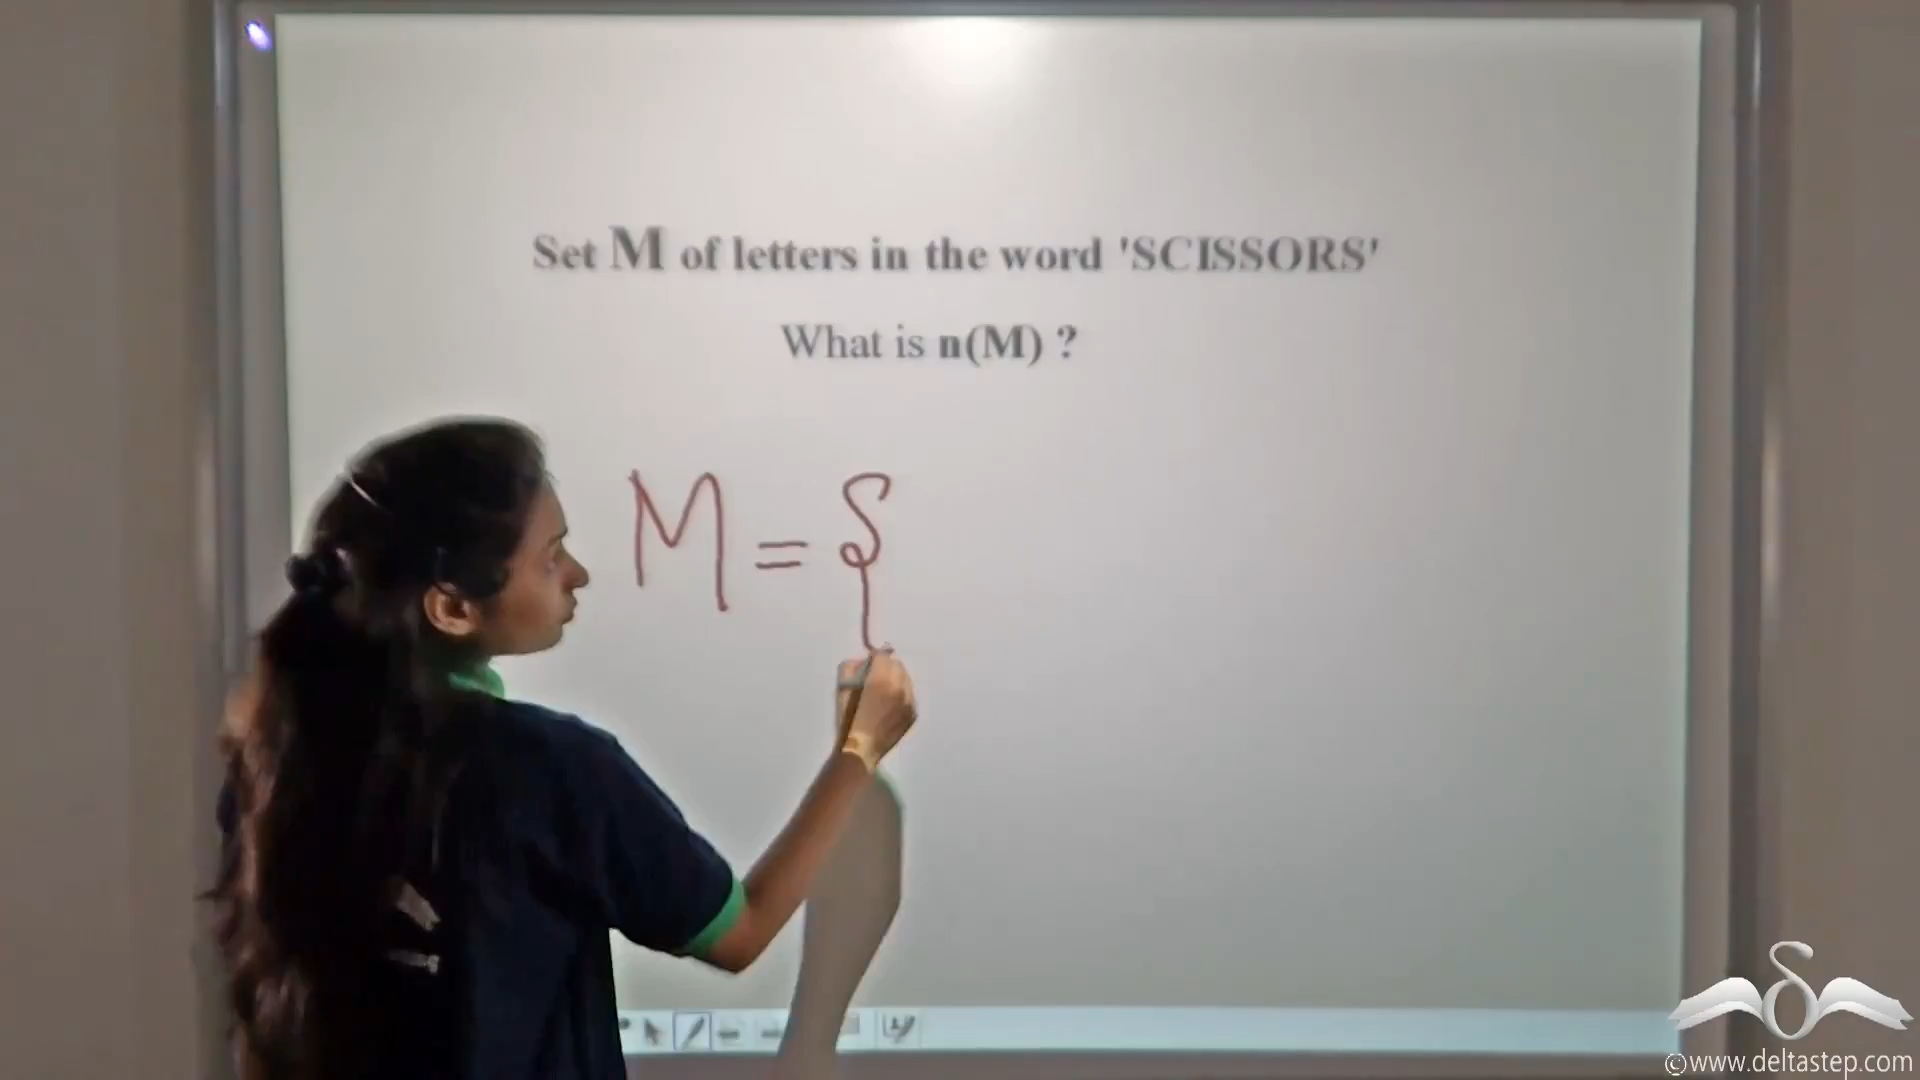 Set M of letters in the word 'SCISSORS'
What is n(M) ?
M = {
©www.deltastep.com